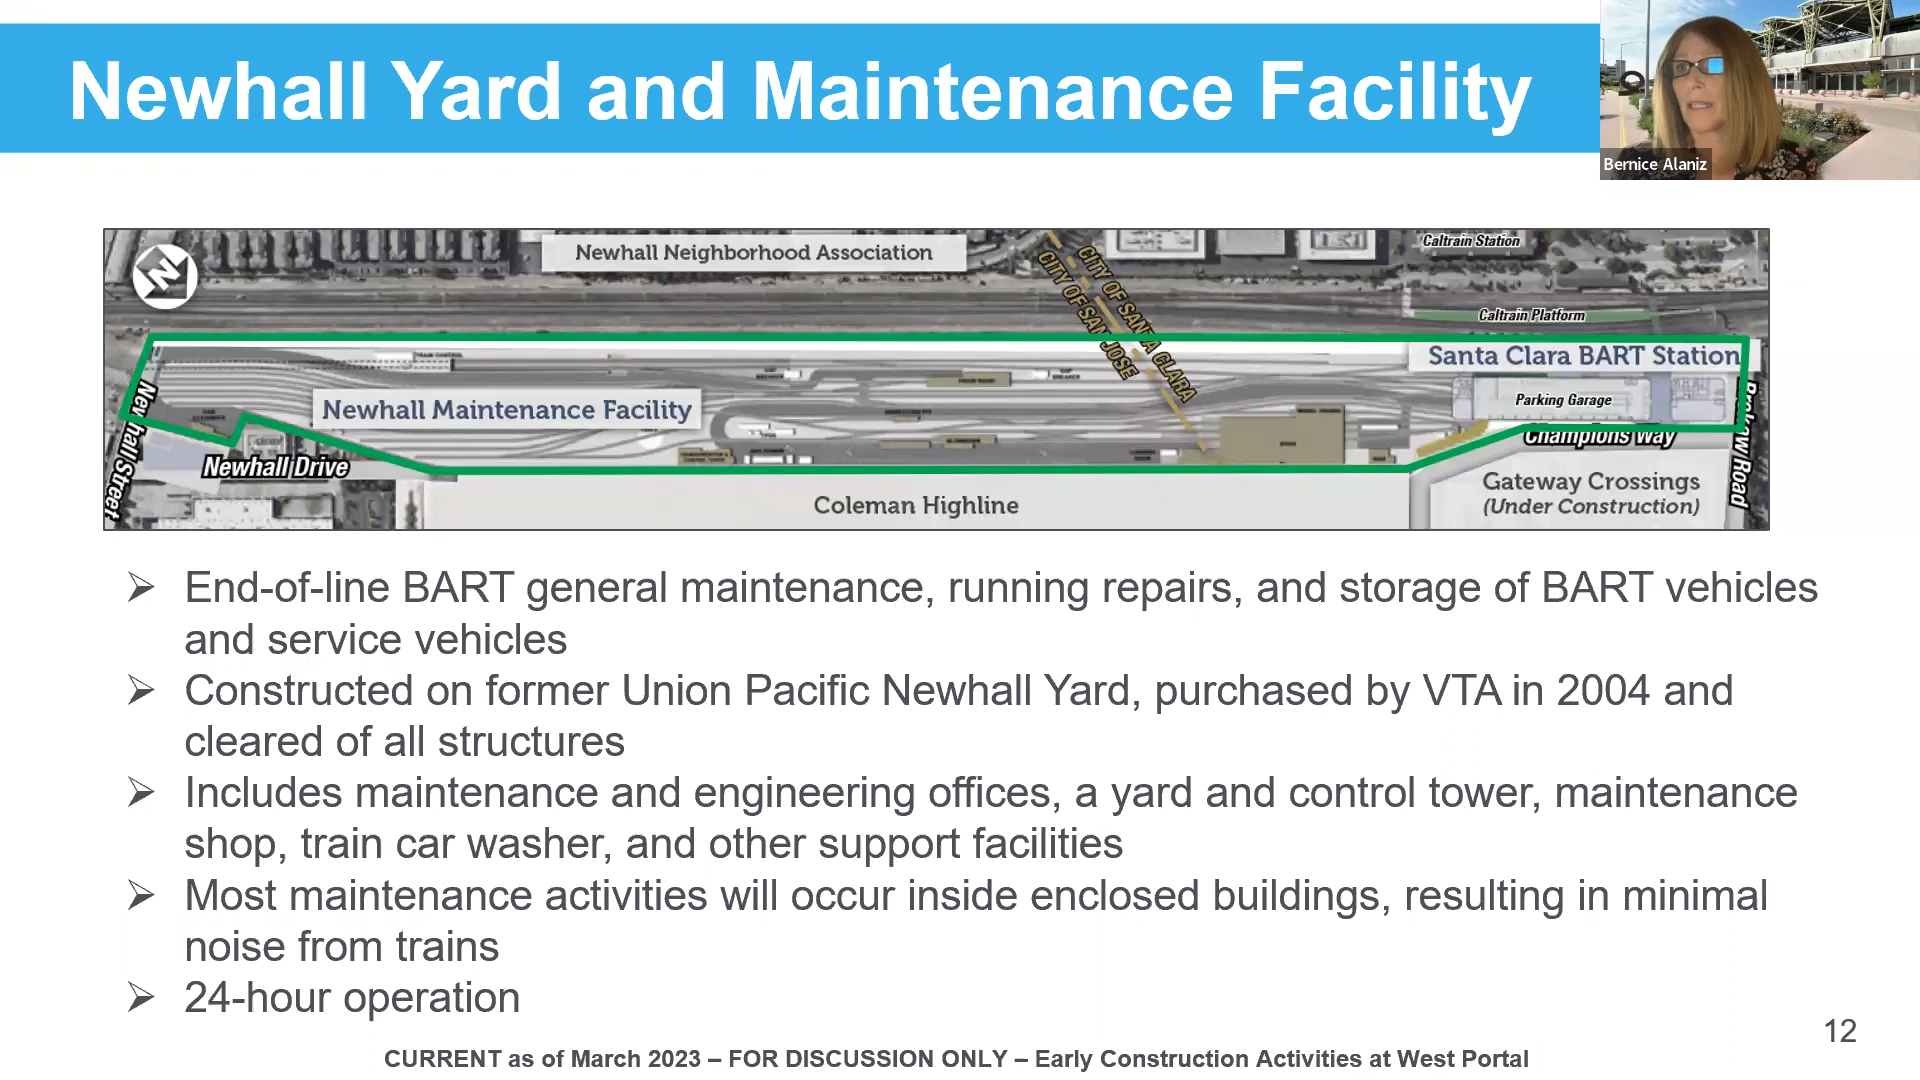 Newhall Yard and Maintenance Facility
Bernice Alaniz
N
Newhall Neighborhood Association
Caltrain Station
CITY OF SANTA CLARA
CITY OF SAN JOSE
Caltrain Platform
Santa Clara BART Station
Newhall Maintenance Facility
Parking Garage
Champions Way
Newhall Street
Newhall Drive
Brokaw Road
Coleman Highline
Gateway Crossings
(Under Construction)
➢ End-of-line BART general maintenance, running repairs, and storage of BART vehicles
and service vehicles
➢ Constructed on former Union Pacific Newhall Yard, purchased by VTA in 2004 and
cleared of all structures
➢ Includes maintenance and engineering offices, a yard and control tower, maintenance
shop, train car washer, and other support facilities
➢ Most maintenance activities will occur inside enclosed buildings, resulting in minimal
noise from trains
➢ 24-hour operation
12
CURRENT as of March 2023 – FOR DISCUSSION ONLY – Early Construction Activities at West Portal